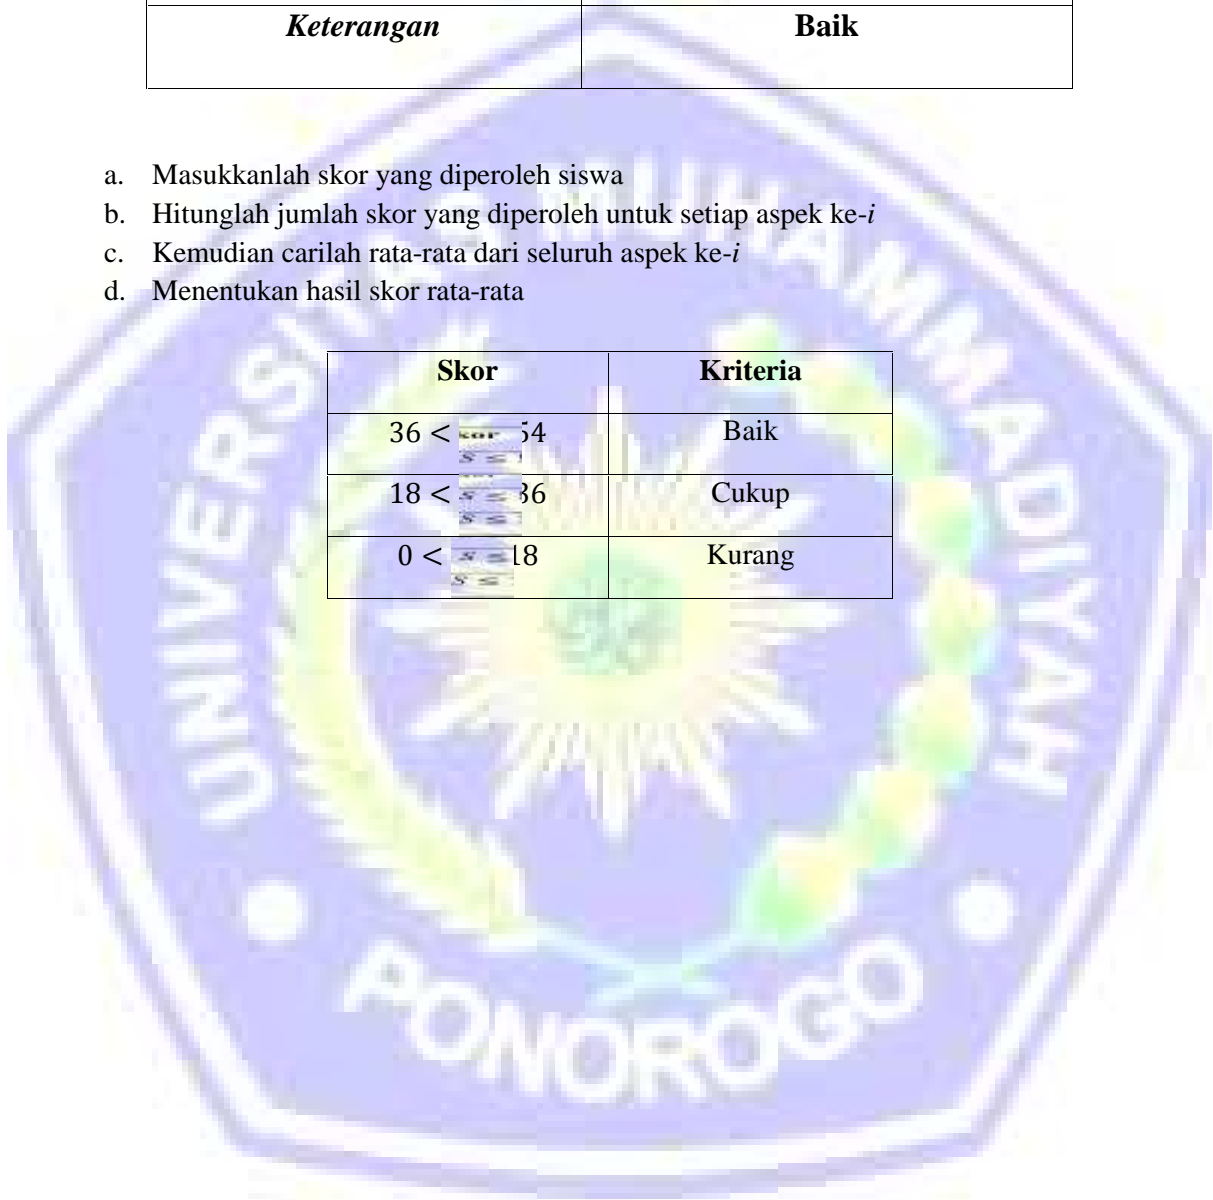 Keterangan Baik
a. Masukkanlah skor yang diperoleh siswa
b. Hitunglah jumlah skor yang diperoleh untuk setiap aspek ke-i
c. Kemudian carilah rata-rata dari seluruh aspek ke-i
d. Menentukan hasil skor rata-rata
Skor Kriteria
36 < 54 Baik
18 < 36 Cukup
0 < 18 Kurang
UNIVERSITAS MUHAMMADIYAH
PONOROGO